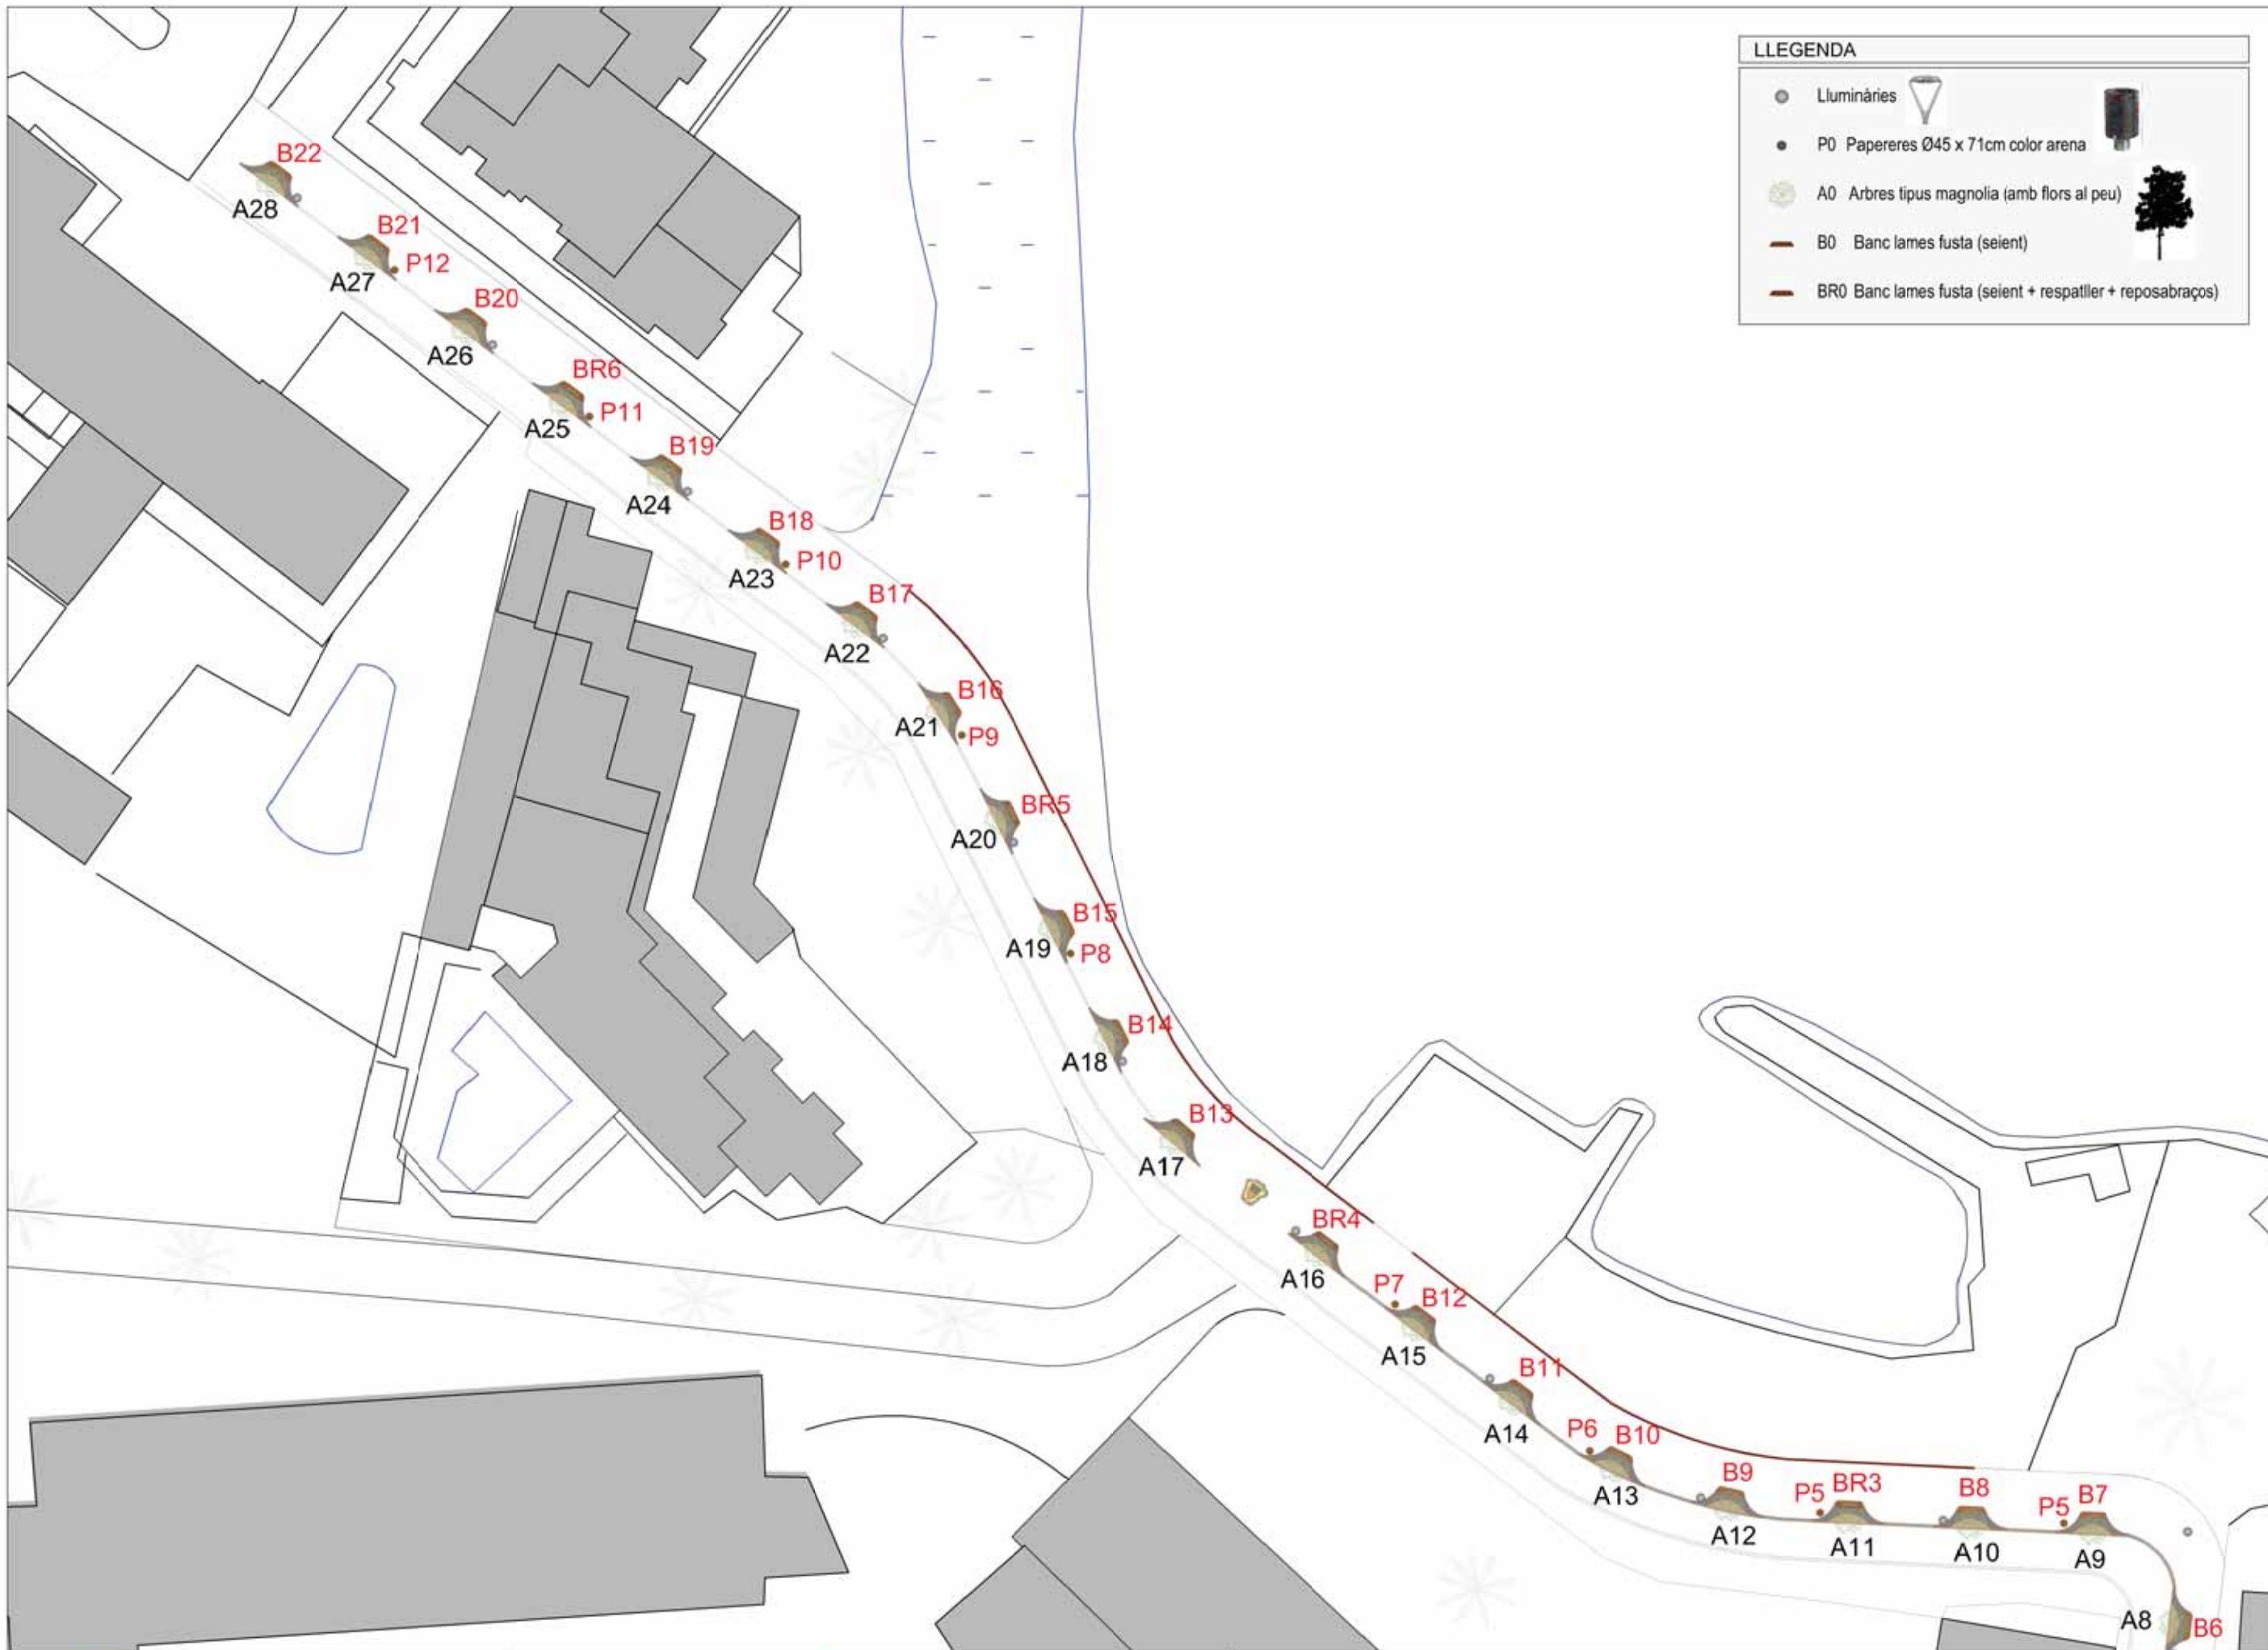 LLEGENDA
Lluminàries
P0 Papereres Ø45 x 71cm color arena
A0 Arbres tipus magnolia (amb flors al peu)
B0 Banc lames fusta (seient)
BR0 Banc lames fusta (seient + respatller + reposabraços)
B22
A28
B21
P12
A27
B20
A26
BR6
P11
A25
B19
A24
B18
P10
A23
B17
A22
B16
A21
P9
BR5
A20
B15
A19
P8
B14
A18
B13
A17
BR4
A16
P7
B12
A15
B11
A14
P6
B10
A13
B9
A12
P5
BR3
A11
B8
A10
P5
B7
A9
A8
B6